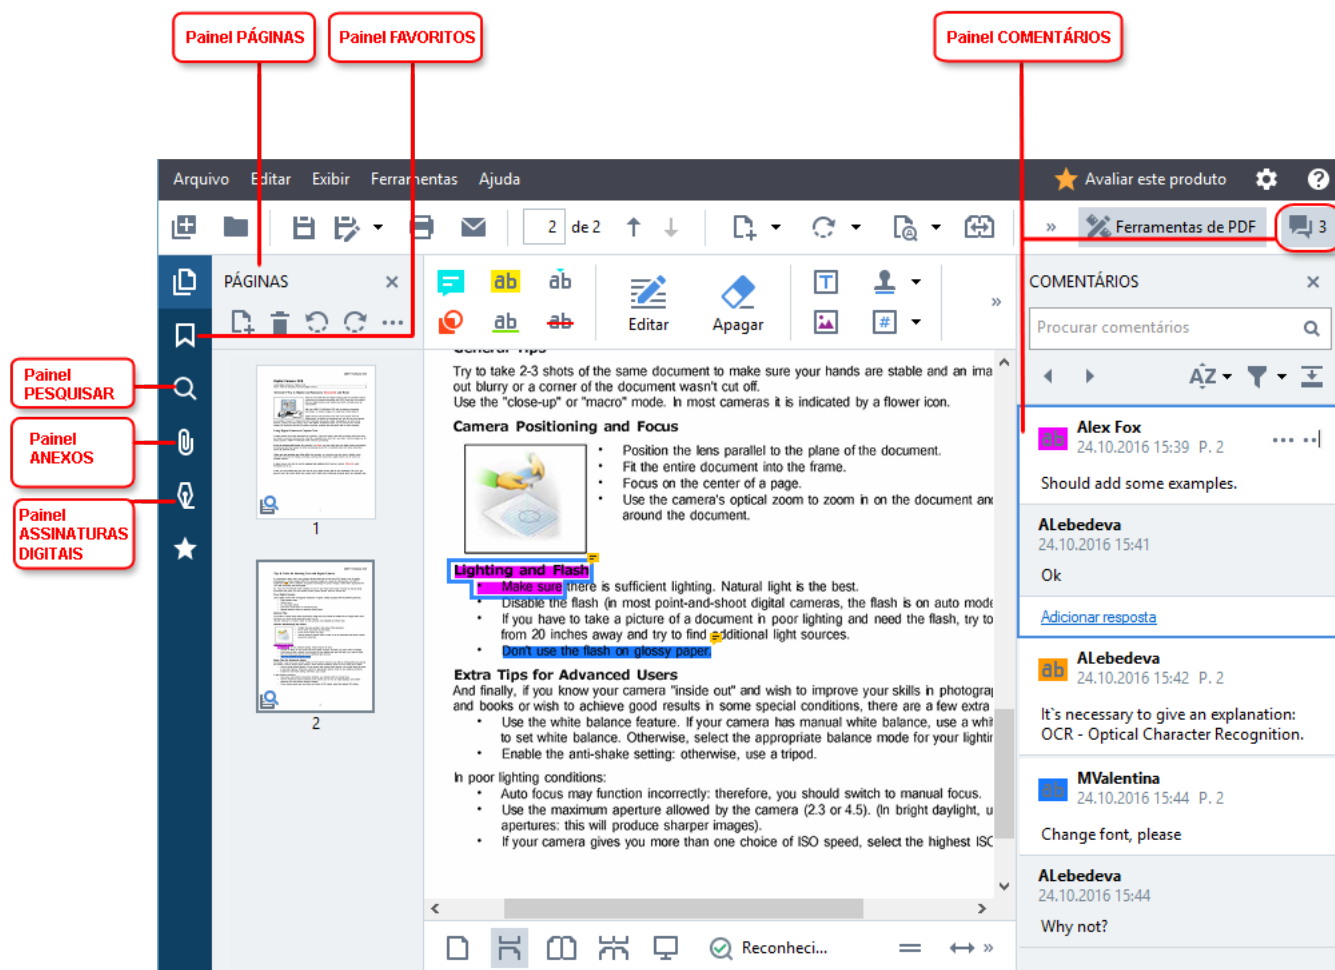 Painel PÁGINAS
Painel FAVORITOS
Painel COMENTÁRIOS
Arquivo Editar Exibir Ferramentas Ajuda
Avaliar este produto
2 de 2
» Ferramentas de PDF 3
PÁGINAS
Editar
Apagar
»
COMENTÁRIOS
Procurar comentários
Painel
PESQUISAR
Painel
ANEXOS
Painel
ASSINATURAS
DIGITAIS
1
2
General Tips
Try to take 2-3 shots of the same document to make sure your hands are stable and an ima
out blurry or a corner of the document wasn't cut off.
Use the "close-up" or "macro" mode. In most cameras it is indicated by a flower icon.
Camera Positioning and Focus
• Position the lens parallel to the plane of the document.
• Fit the entire document into the frame.
• Focus on the center of a page.
• Use the camera's optical zoom to zoom in on the document and
around the document.
Lighting and Flash
• Make sure there is sufficient lighting. Natural light is the best.
• Disable the flash (in most point-and-shoot digital cameras, the flash is on auto mode
• If you have to take a picture of a document in poor lighting and need the flash, try to
from 20 inches away and try to find additional light sources.
• Don't use the flash on glossy paper.
Extra Tips for Advanced Users
And finally, if you know your camera "inside out" and wish to improve your skills in photograp
and books or wish to achieve good results in some special conditions, there are a few extra
• Use the white balance feature. If your camera has manual white balance, use a whit
to set white balance. Otherwise, select the appropriate balance mode for your lightin
• Enable the anti-shake setting: otherwise, use a tripod.
In poor lighting conditions:
• Auto focus may function incorrectly: therefore, you should switch to manual focus.
• Use the maximum aperture allowed by the camera (2.3 or 4.5). (In bright daylight, u
apertures: this will produce sharper images).
• If your camera gives you more than one choice of ISO speed, select the highest ISO
Reconheci...
»
AZ
ab Alex Fox
24.10.2016 15:39 P. 2
Should add some examples.
ALebedeva
24.10.2016 15:41
Ok
Adicionar resposta
ab ALebedeva
24.10.2016 15:42 P. 2
It`s necessary to give an explanation:
OCR - Optical Character Recognition.
ab MValentina
24.10.2016 15:44 P. 2
Change font, please
ALebedeva
24.10.2016 15:44
Why not?